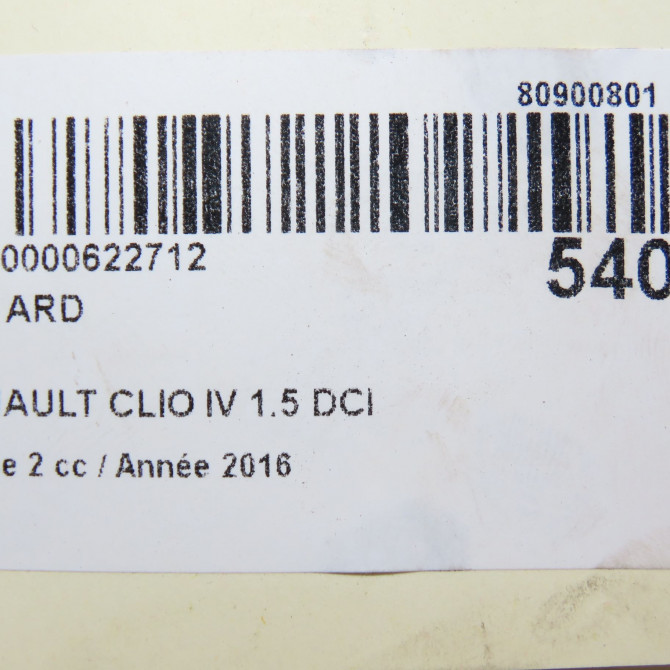 80900801
0000622712
540
ARD
AULT CLIO IV 1.5 DCI
e 2 cc / Année 2016